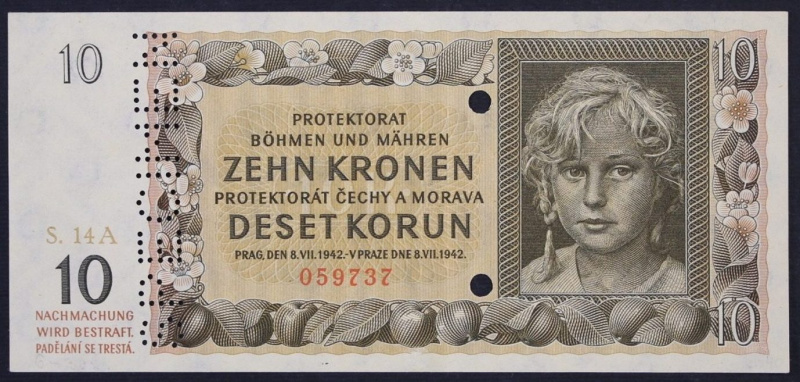 10
10
PROTEKTORAT
BÖHMEN UND MÄHREN
ZEHN KRONEN
PROTEKTORÁT ČECHY A MORAVA
DESET KORUN
PRAG, DEN 8.VII.1942.-V PRAZE DNE 8.VII.1942.
059737
S. 14A
10
NACHMACHUNG
WIRD BESTRAFT.
PADĚLÁNÍ SE TRESTÁ.
10